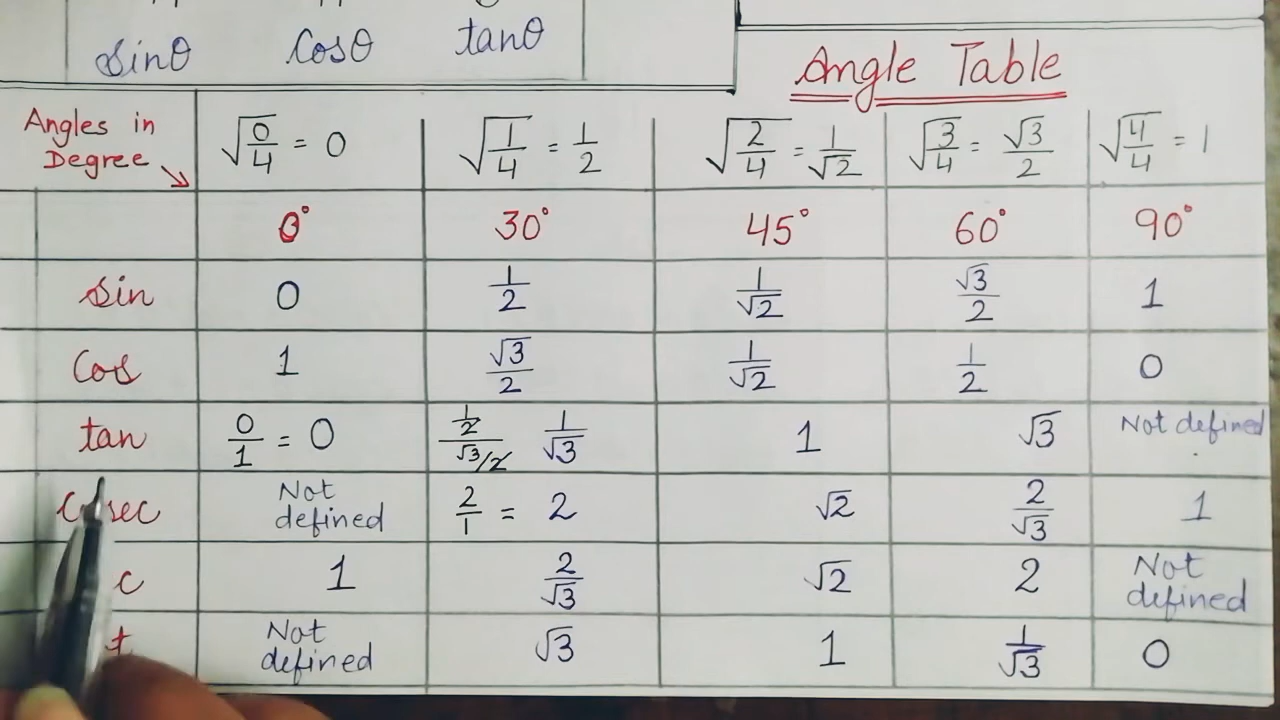 sinθ cosθ tanθ
Angle Table
Angles in Degree √0/4 = 0 √1/4 = 1/2 √2/4 = 1/√2 √3/4 = √3/2 √4/4 = 1
0° 30° 45° 60° 90°
sin 0 1/2 1/√2 √3/2 1
Cos 1 √3/2 1/√2 1/2 0
tan 0/1 = 0 1/2/√3/2 1/√3 1 √3 Not defined
Not defined 2/1 = 2 √2 2/√3 1
1 2/√3 √2 2 Not defined
Not defined √3 1 1/√3 0